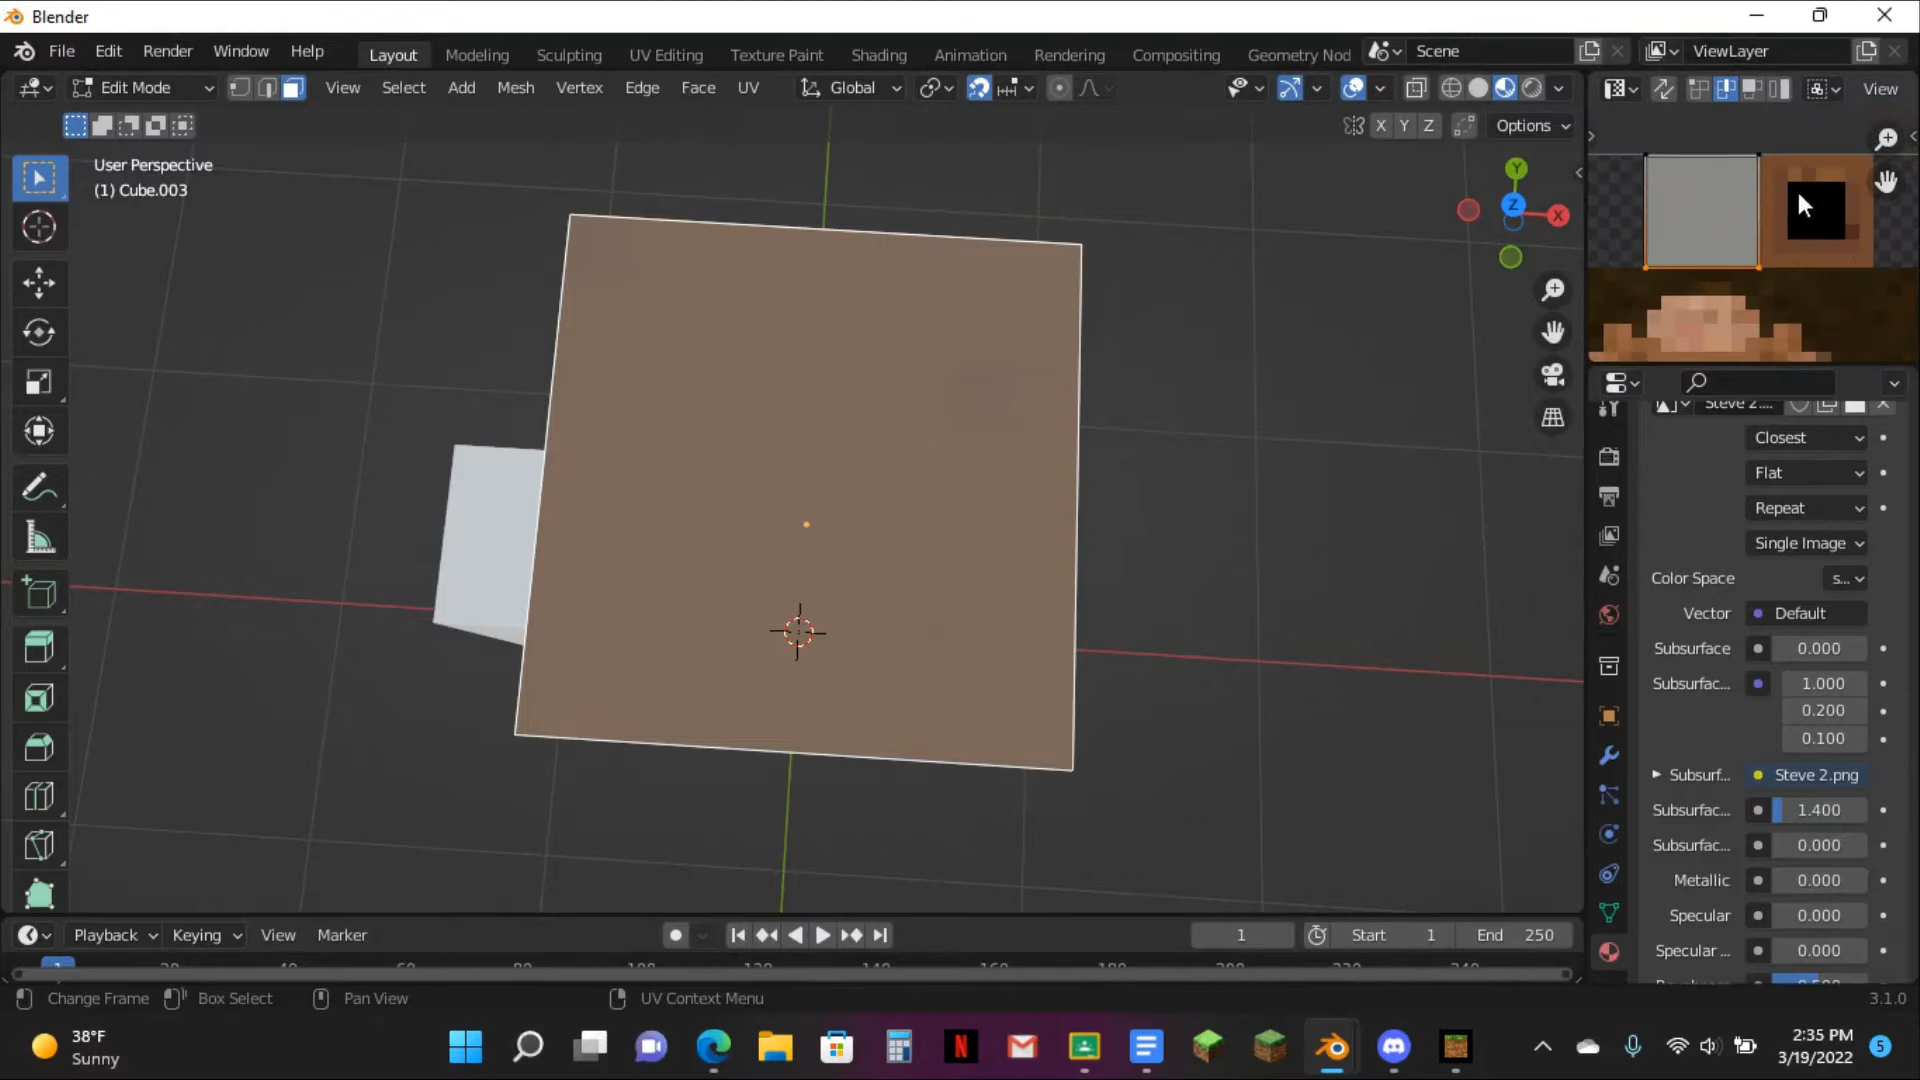 Blender
File Edit Render Window Help Layout Modeling Sculpting UV Editing Texture Paint Shading Animation Rendering Compositing Geometry Nod Scene ViewLayer
Edit Mode View Select Add Mesh Vertex Edge Face UV Global View
X Y Z Options
User Perspective
(1) Cube.003
Y
Z X
Steve 2....
Closest
Flat
Repeat
Single Image
Color Space s...
Vector Default
Subsurface 0.000
Subsurfac... 1.000
0.200
0.100
Subsurf... Steve 2.png
Subsurfac... 1.400
Subsurfac... 0.000
Metallic 0.000
Specular 0.000
Specular ... 0.000
Playback Keying View Marker 1 Start 1 End 250
Change Frame Box Select Pan View UV Context Menu 3.1.0
38°F
Sunny
2:35 PM
3/19/2022
5